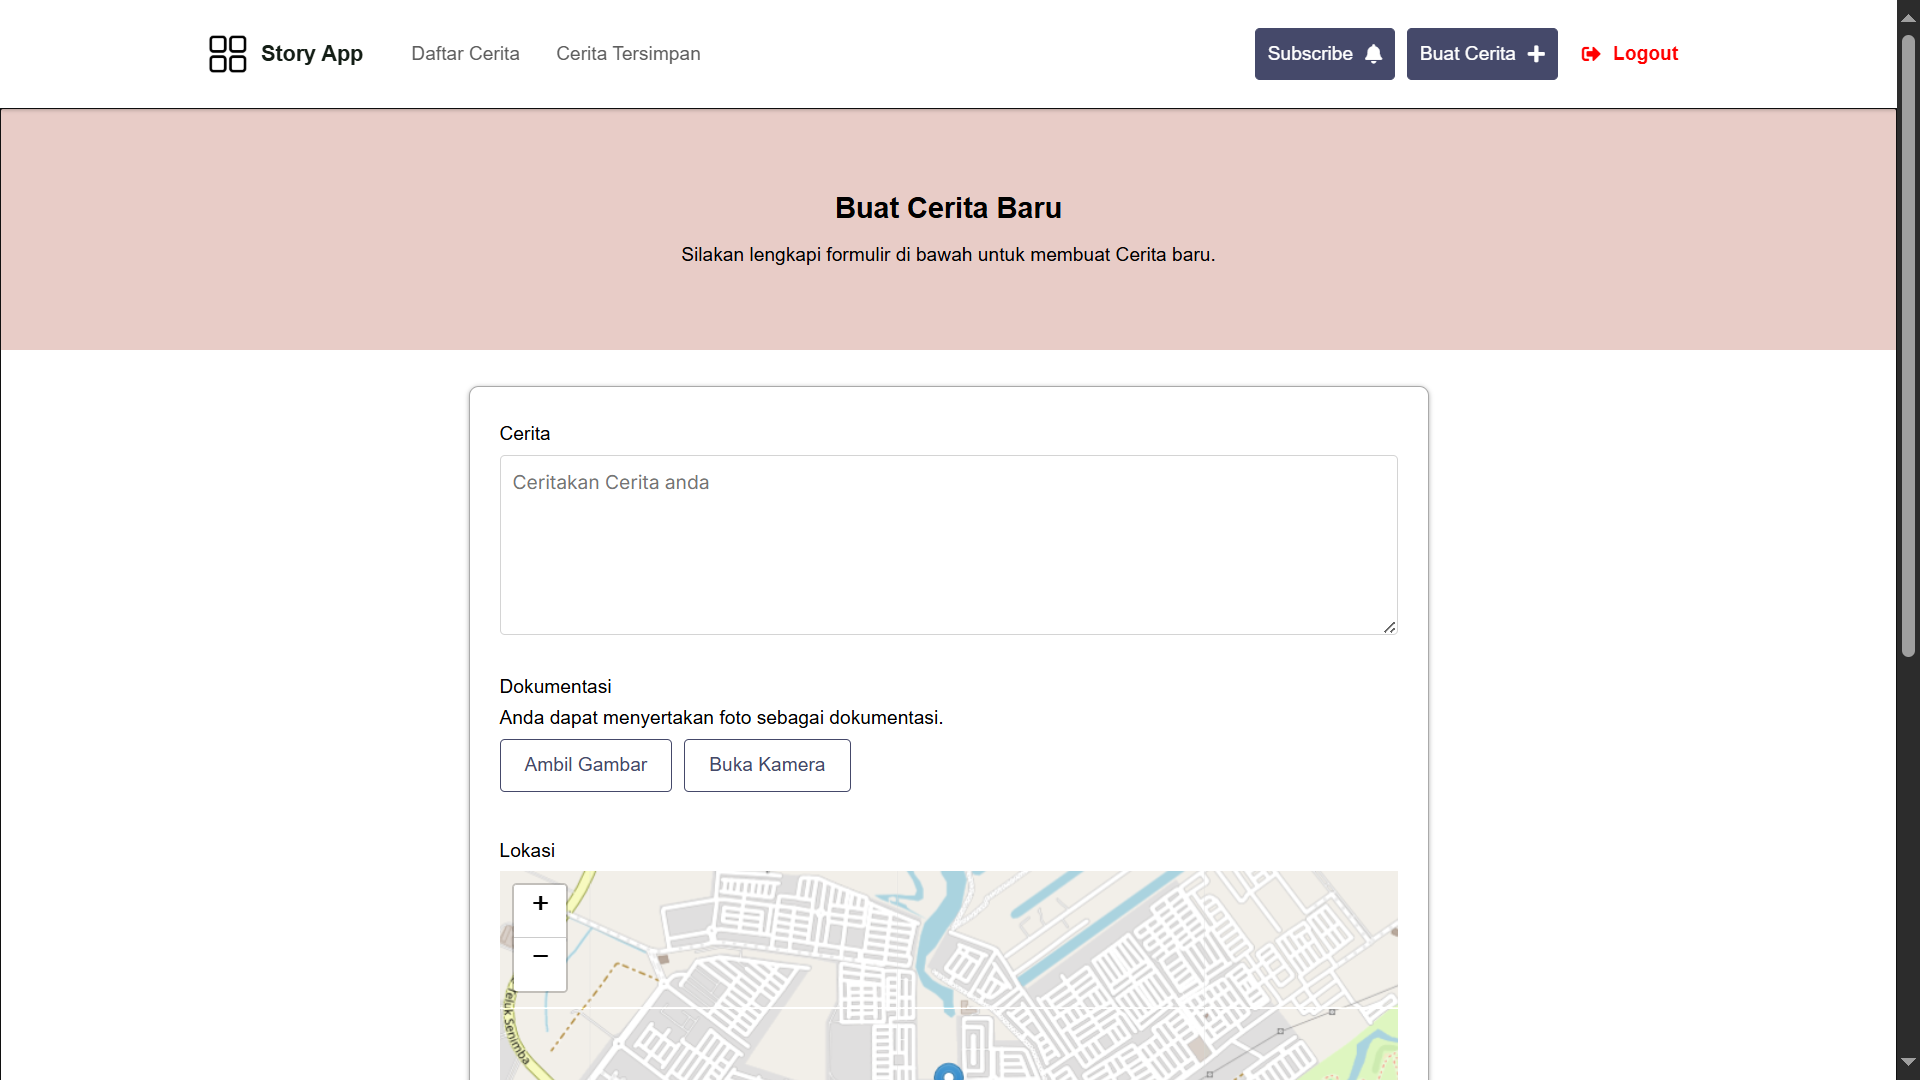 Story App
Daftar Cerita
Cerita Tersimpan
Subscribe
Buat Cerita
Logout
Buat Cerita Baru
Silakan lengkapi formulir di bawah untuk membuat Cerita baru.
Cerita
Ceritakan Cerita anda
Dokumentasi
Anda dapat menyertakan foto sebagai dokumentasi.
Ambil Gambar
Buka Kamera
Lokasi
+
−
Teluk Senimba